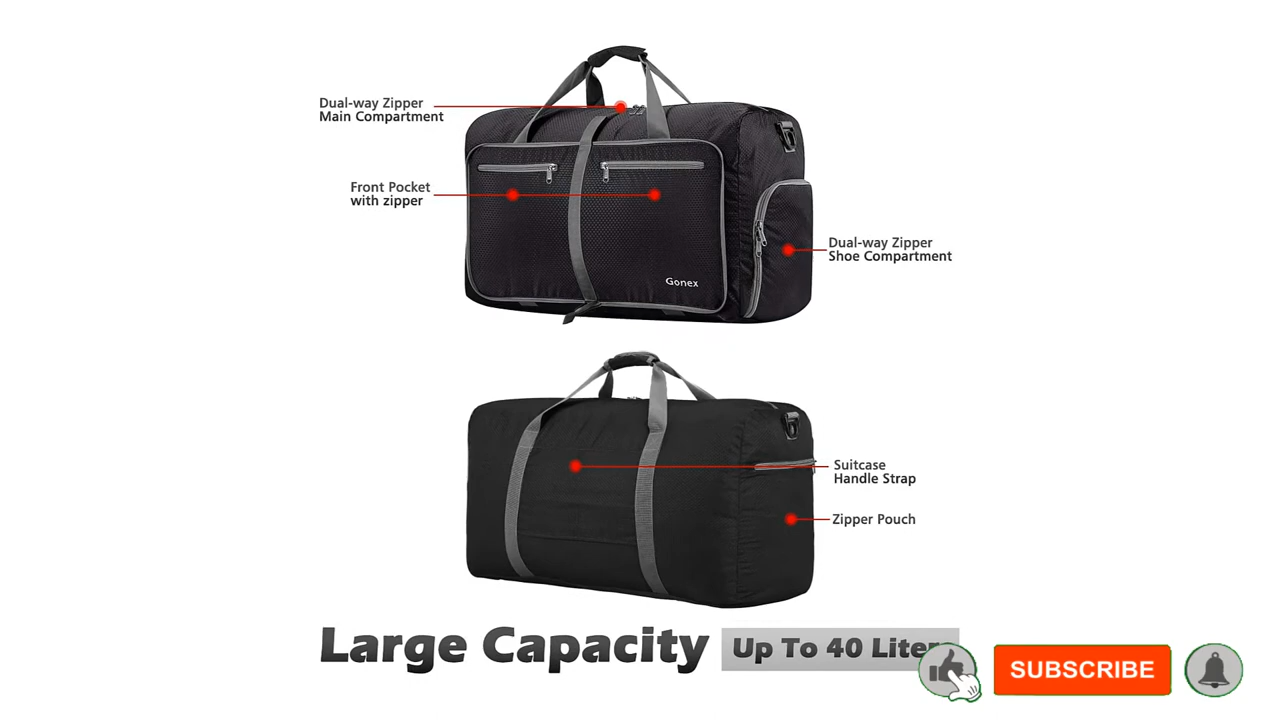 Dual-way Zipper
Main Compartment
Front Pocket
with zipper
Dual-way Zipper
Shoe Compartment
Gonex
Suitcase
Handle Strap
Zipper Pouch
Large Capacity
Up To 40
SUBSCRIBE